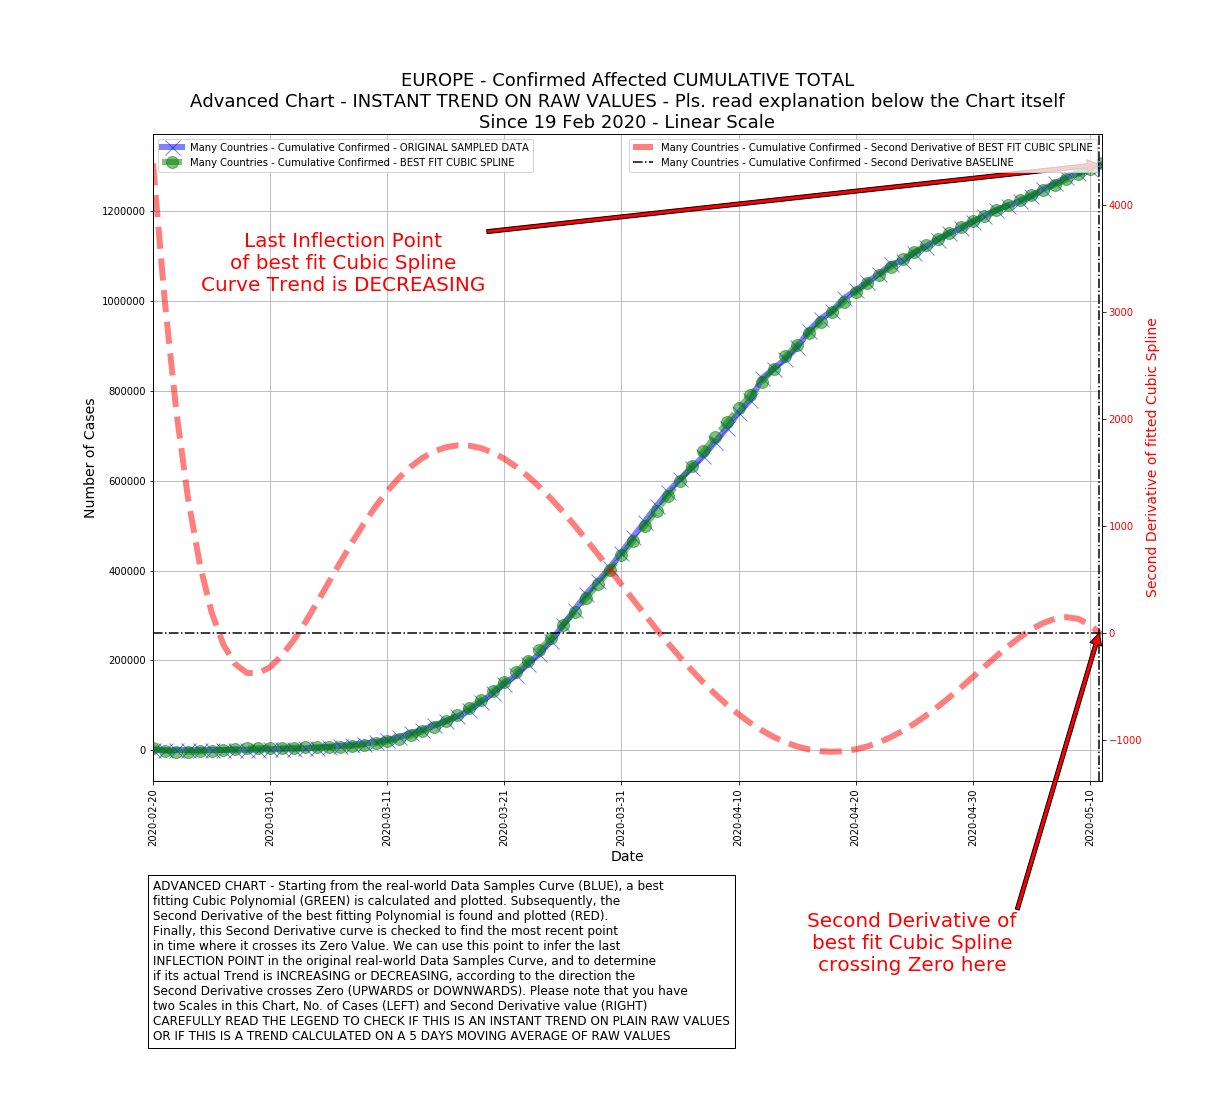 EUROPE - Confirmed Affected CUMULATIVE TOTAL
Advanced Chart - INSTANT TREND ON RAW VALUES - Pls. read explanation below the Chart itself
Since 19 Feb 2020 - Linear Scale
Many Countries - Cumulative Confirmed - ORIGINAL SAMPLED DATA
Many Countries - Cumulative Confirmed - BEST FIT CUBIC SPLINE
Many Countries - Cumulative Confirmed - Second Derivative of BEST FIT CUBIC SPLINE
Many Countries - Cumulative Confirmed - Second Derivative BASELINE
Last Inflection Point
of best fit Cubic Spline
Curve Trend is DECREASING
Number of Cases
1200000
1000000
800000
600000
400000
200000
0
4000
3000
2000
1000
0
−1000
Second Derivative of fitted Cubic Spline
2020-02-20
2020-03-01
2020-03-11
2020-03-21
2020-03-31
2020-04-10
2020-04-20
2020-04-30
2020-05-10
Date
ADVANCED CHART - Starting from the real-world Data Samples Curve (BLUE), a best
fitting Cubic Polynomial (GREEN) is calculated and plotted. Subsequently, the
Second Derivative of the best fitting Polynomial is found and plotted (RED).
Finally, this Second Derivative curve is checked to find the most recent point
in time where it crosses its Zero Value. We can use this point to infer the last
INFLECTION POINT in the original real-world Data Samples Curve, and to determine
if its actual Trend is INCREASING or DECREASING, according to the direction the
Second Derivative crosses Zero (UPWARDS or DOWNWARDS). Please note that you have
two Scales in this Chart, No. of Cases (LEFT) and Second Derivative value (RIGHT)
CAREFULLY READ THE LEGEND TO CHECK IF THIS IS AN INSTANT TREND ON PLAIN RAW VALUES
OR IF THIS IS A TREND CALCULATED ON A 5 DAYS MOVING AVERAGE OF RAW VALUES
Second Derivative of
best fit Cubic Spline
crossing Zero here